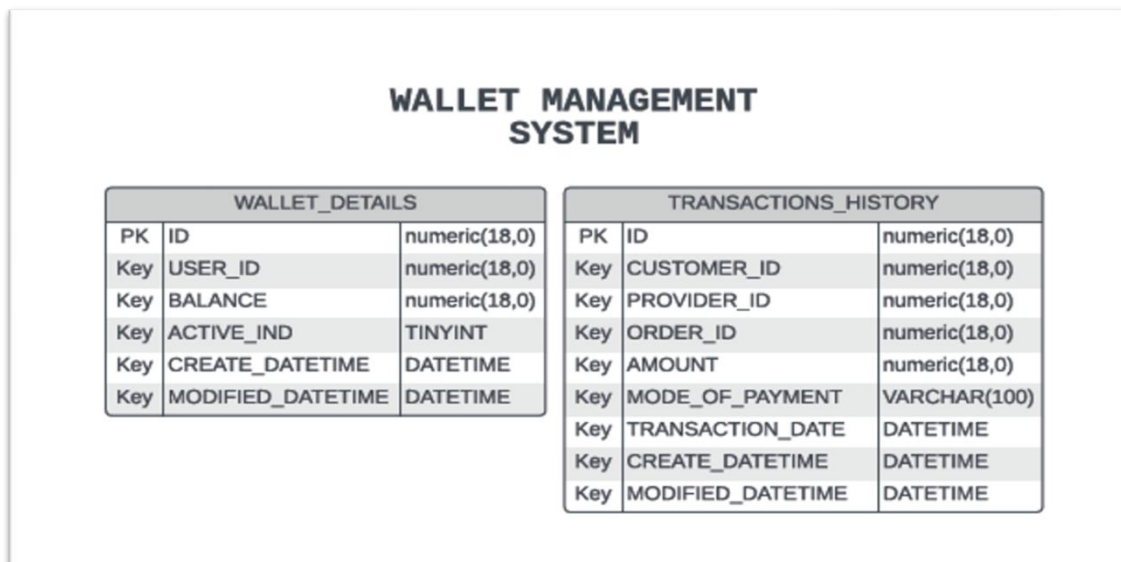 WALLET MANAGEMENT
SYSTEM
WALLET_DETAILS
PK ID numeric(18,0)
Key USER_ID numeric(18,0)
Key BALANCE numeric(18,0)
Key ACTIVE_IND TINYINT
Key CREATE_DATETIME DATETIME
Key MODIFIED_DATETIME DATETIME
TRANSACTIONS_HISTORY
PK ID numeric(18,0)
Key CUSTOMER_ID numeric(18,0)
Key PROVIDER_ID numeric(18,0)
Key ORDER_ID numeric(18,0)
Key AMOUNT numeric(18,0)
Key MODE_OF_PAYMENT VARCHAR(100)
Key TRANSACTION_DATE DATETIME
Key CREATE_DATETIME DATETIME
Key MODIFIED_DATETIME DATETIME